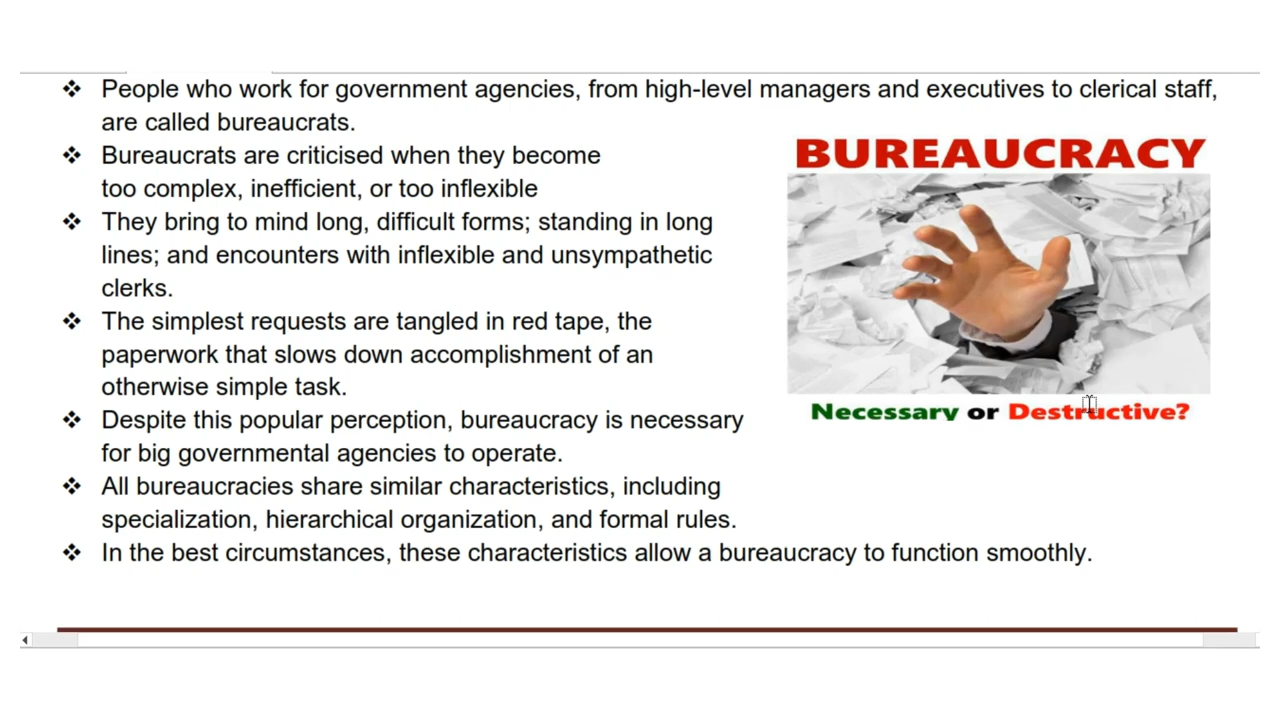 ❖ People who work for government agencies, from high-level managers and executives to clerical staff,
are called bureaucrats.
❖ Bureaucrats are criticised when they become
too complex, inefficient, or too inflexible
❖ They bring to mind long, difficult forms; standing in long
lines; and encounters with inflexible and unsympathetic
clerks.
❖ The simplest requests are tangled in red tape, the
paperwork that slows down accomplishment of an
otherwise simple task.
❖ Despite this popular perception, bureaucracy is necessary
for big governmental agencies to operate.
❖ All bureaucracies share similar characteristics, including
specialization, hierarchical organization, and formal rules.
❖ In the best circumstances, these characteristics allow a bureaucracy to function smoothly.
BUREAUCRACY
Necessary or Destructive?